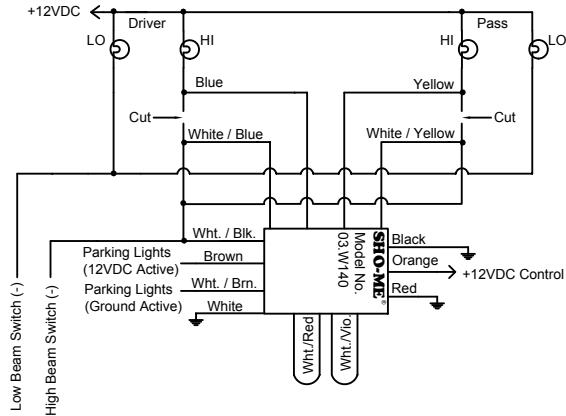 +12VDC
Driver
Pass
LO
HI
HI
LO
Blue
Yellow
Cut
Cut
White / Blue
White / Yellow
Wht. / Blk.
Black
Parking Lights
(12VDC Active)
Brown
Orange
+12VDC Control
Parking Lights
(Ground Active)
Wht. / Brn.
Red
White
SHO-ME®
Model No.
03.W140
Wht./Red
Wht./Vio.
Low Beam Switch (-)
High Beam Switch (-)